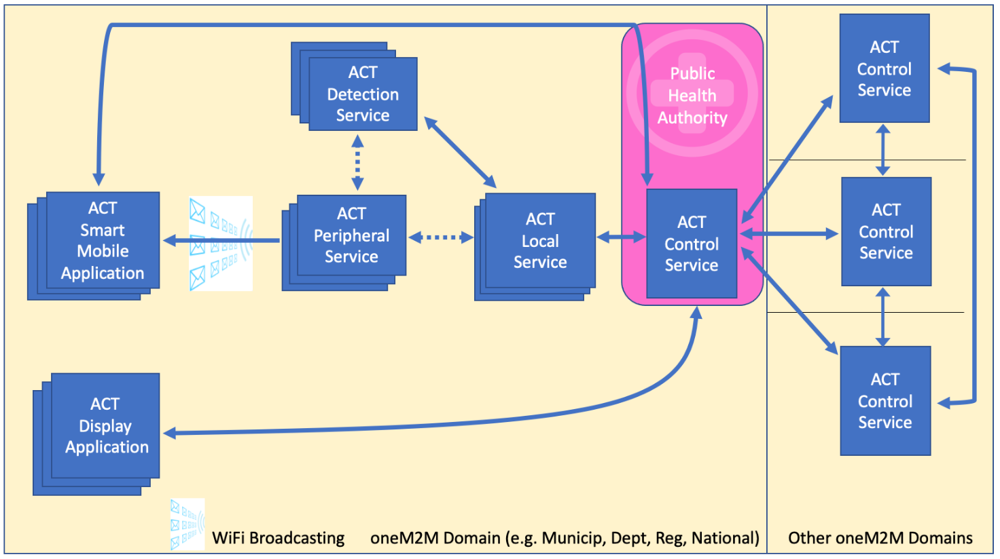 ACT
Detection
Service
Public
Health
Authority
ACT
Control
Service
ACT
Smart
Mobile
Application
ACT
Peripheral
Service
ACT
Local
Service
ACT
Control
Service
ACT
Control
Service
ACT
Display
Application
ACT
Control
Service
WiFi Broadcasting
oneM2M Domain (e.g. Municip, Dept, Reg, National)
Other oneM2M Domains